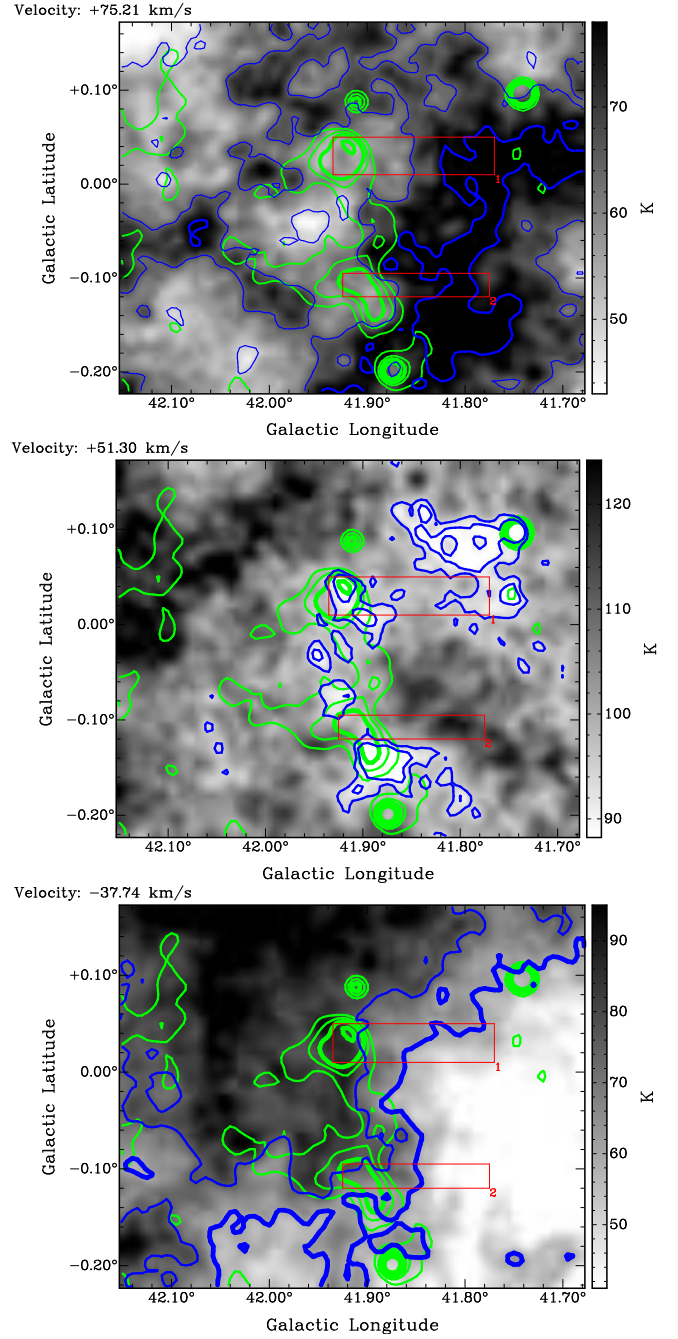 Velocity: +75.21 km/s
+0.10°
0.00°
−0.10°
−0.20°
Galactic Latitude
1
2
70
60
50
K
42.10° 42.00° 41.90° 41.80° 41.70°
Galactic Longitude
Velocity: +51.30 km/s
+0.10°
0.00°
−0.10°
−0.20°
Galactic Latitude
1
2
120
110
100
90
K
42.10° 42.00° 41.90° 41.80° 41.70°
Galactic Longitude
Velocity: −37.74 km/s
+0.10°
0.00°
−0.10°
−0.20°
Galactic Latitude
1
2
90
80
70
60
50
K
42.10° 42.00° 41.90° 41.80° 41.70°
Galactic Longitude